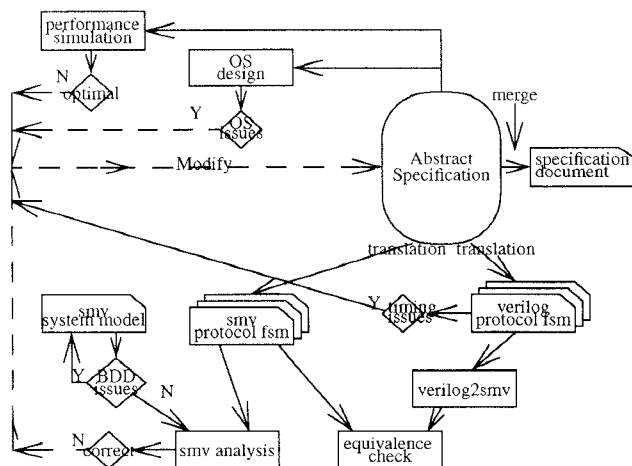 performance
simulation
OS
design
N
optimal
merge
Y
OS
issues
Modify
Abstract
Specification
specification
document
translation
translation
smv
system model
smv
protocol fsm
Y
timing
issues
verilog
protocol fsm
Y
BDD
issues
N
verilog2smv
N
correct
smv analysis
equivalence
check